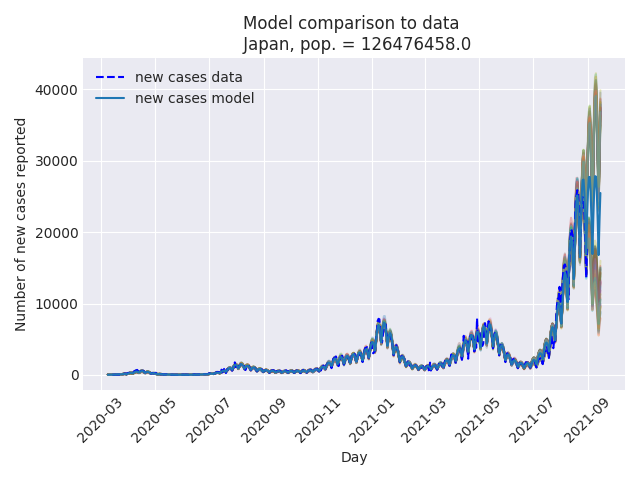 Model comparison to data
Japan, pop. = 126476458.0
new cases data
new cases model
Number of new cases reported
40000
30000
20000
10000
0
2020-03
2020-05
2020-07
2020-09
2020-11
2021-01
2021-03
2021-05
2021-07
2021-09
Day